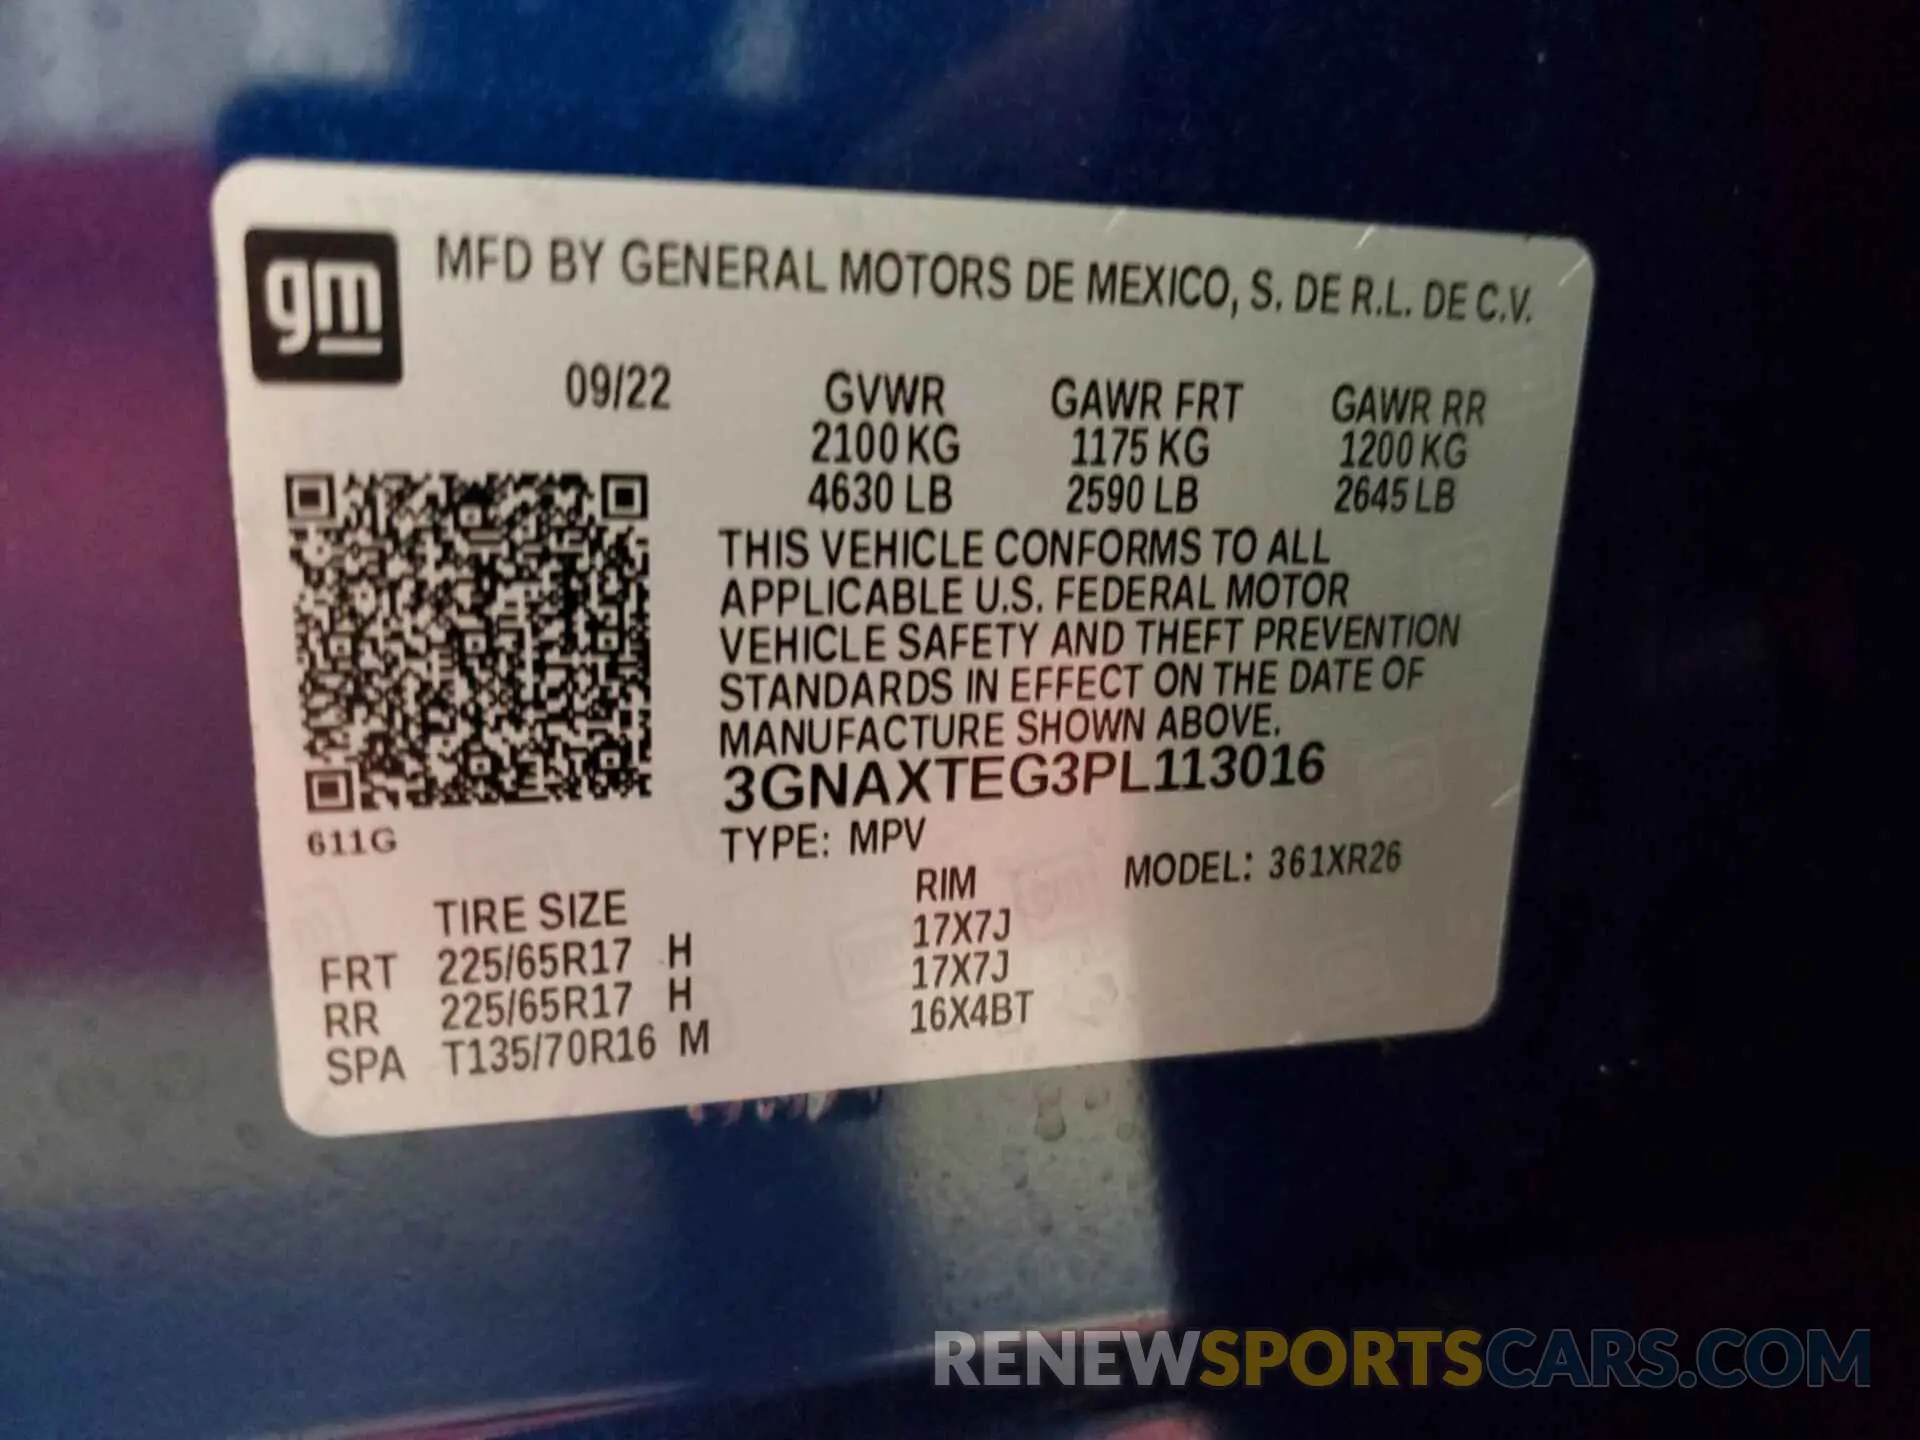 gm
MFD BY GENERAL MOTORS DE MEXICO, S. DE R.L. DE C.V.
09/22
GVWR GAWR FRT GAWR RR
2100 KG 1175 KG 1200 KG
4630 LB 2590 LB 2645 LB
THIS VEHICLE CONFORMS TO ALL
APPLICABLE U.S. FEDERAL MOTOR
VEHICLE SAFETY AND THEFT PREVENTION
STANDARDS IN EFFECT ON THE DATE OF
MANUFACTURE SHOWN ABOVE.
3GNAXTEG3PL113016
611G
TYPE: MPV MODEL: 361XR26
TIRE SIZE RIM
FRT 225/65R17 H 17X7J
RR 225/65R17 H 17X7J
SPA T135/70R16 M 16X4BT
RENEWSPORTSCARS.COM